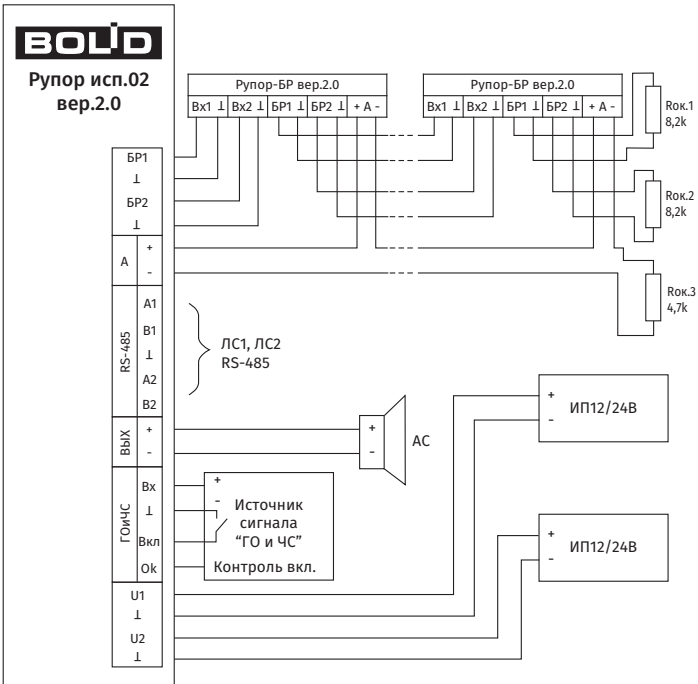 BOLID
Рупор исп.02
вер.2.0
Рупор-БР вер.2.0
Вх1 ⊥ Вх2 ⊥ БР1 ⊥ БР2 ⊥ + А -
Рупор-БР вер.2.0
Вх1 ⊥ Вх2 ⊥ БР1 ⊥ БР2 ⊥ + А -
Rок.1
8,2k
Rок.2
8,2k
Rок.3
4,7k
БР1
⊥
БР2
⊥
А
+
-
RS-485
A1
B1
⊥
A2
B2
ЛС1, ЛС2
RS-485
ВЫХ
+
-
+
-
АС
ГОиЧС
Вх
⊥
Вкл
Ok
+
-
Источник
сигнала
“ГО и ЧС”
Контроль вкл.
+
-
ИП12/24В
+
-
ИП12/24В
U1
⊥
U2
⊥